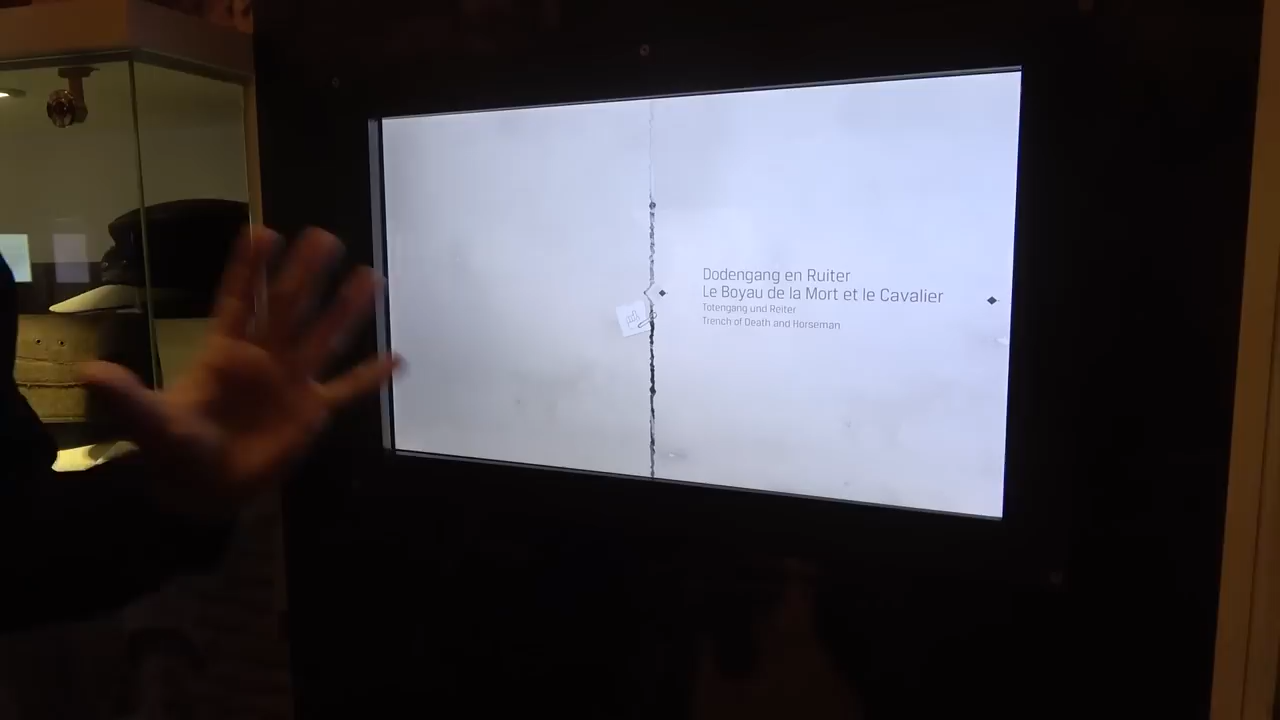 Dodengang en Ruiter
Le Boyau de la Mort et le Cavalier
Totengang und Reiter
Trench of Death and Horseman